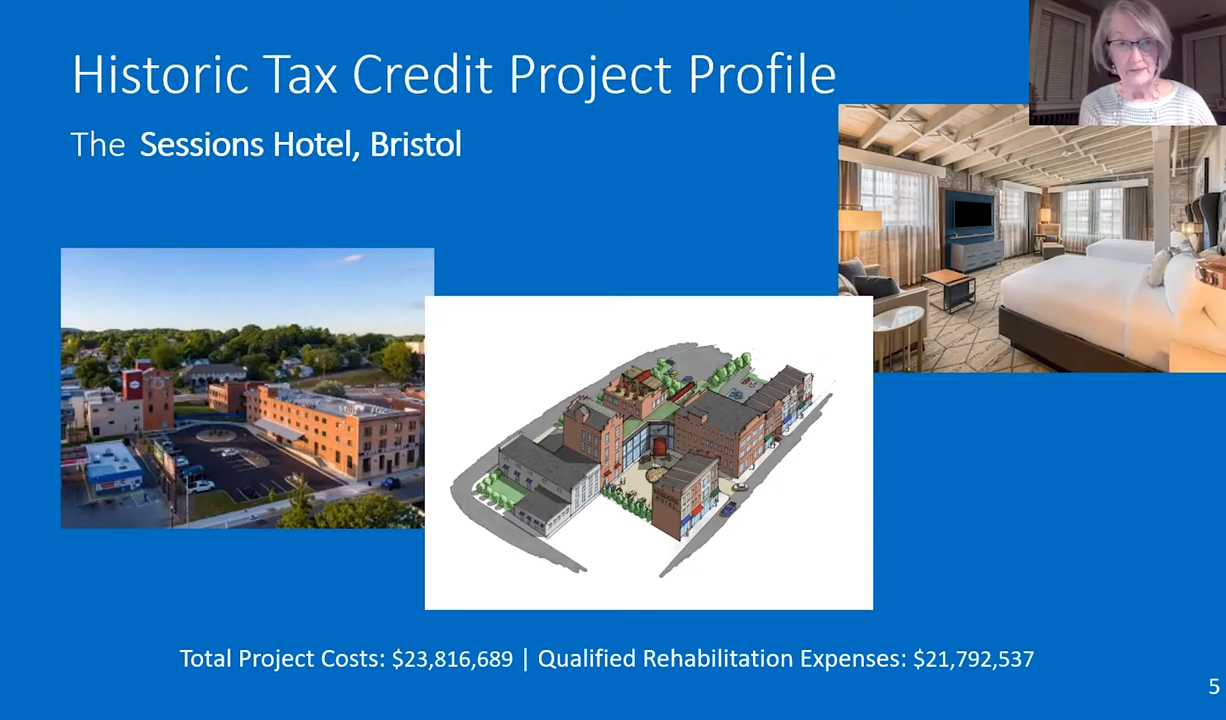 Historic Tax Credit Project Profile
The Sessions Hotel, Bristol
Total Project Costs: $23,816,689 | Qualified Rehabilitation Expenses: $21,792,537
5